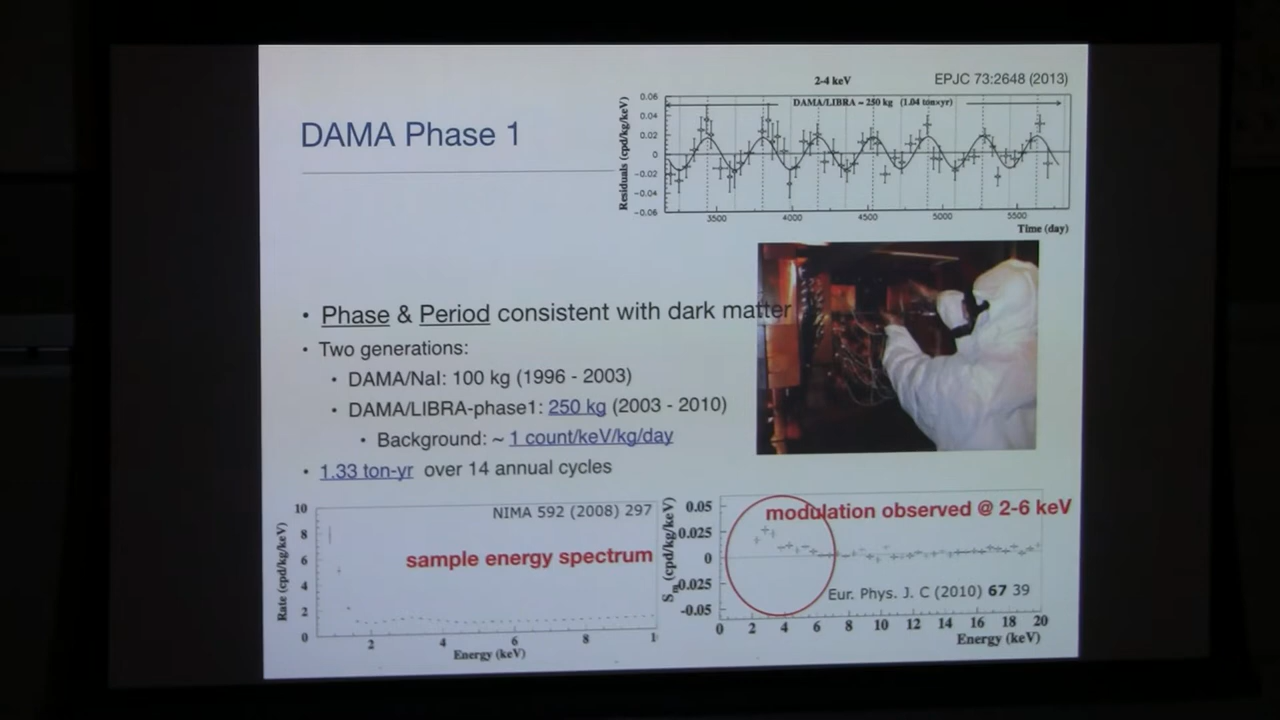 2-4 keV
EPJC 73:2648 (2013)
DAMA Phase 1
Residuals (cpd/kg/keV)
0.06
0.04
0.02
0
-0.02
-0.04
-0.06
DAMA/LIBRA ≈ 250 kg (1.04 ton×yr)
3500 4000 4500 5000 5500
Time (day)
• Phase & Period consistent with dark matter
• Two generations:
• DAMA/NaI: 100 kg (1996 - 2003)
• DAMA/LIBRA-phase1: 250 kg (2003 - 2010)
• Background: ~ 1 count/keV/kg/day
• 1.33 ton-yr over 14 annual cycles
Rate (cpd/kg/keV)
10
8
6
4
2
0
NIMA 592 (2008) 297
sample energy spectrum
2 4 6 8 1
Energy (keV)
Sm (cpd/kg/keV)
0.05
0.025
0
-0.025
-0.05
modulation observed @ 2-6 keV
Eur. Phys. J. C (2010) 67 39
0 2 4 6 8 10 12 14 16 18 20
Energy (keV)